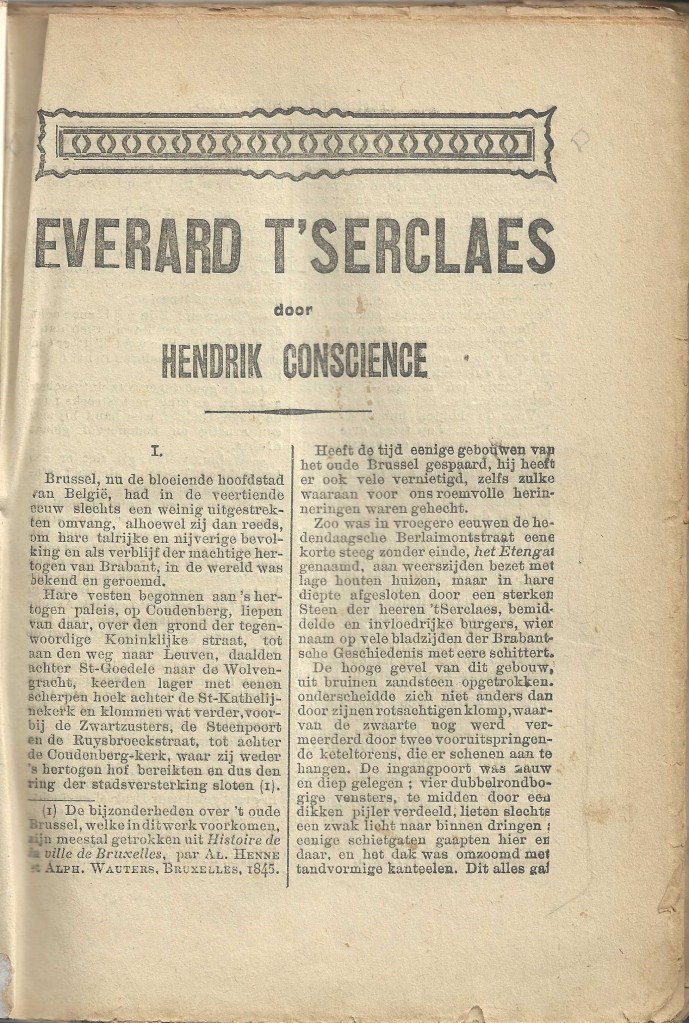 EVERARD T'SERCLAES
door
HENDRIK CONSCIENCE
I.
Brussel, nu de bloeiende hoofdstad
van België, had in de veertiende
eeuw slechts een weinig uitgestrek-
ten omvang, alhoewel zij dan reeds,
om hare talrijke en nijverige bevol-
king en als verblijf der machtige her-
togen van Brabant, in de wereld was
bekend en geroemd.
Hare vesten begonnen aan 's her-
togen paleis, op Coudenberg, liepen
van daar, over den grond der tegen-
woordige Koninklijke straat, tot
aan den weg naar Leuven, daalden
achter St-Goedele naar de Wolven-
gracht, keerden lager met eenen
scherpen hoek achter de St-Kathelij-
nekerk en klommen wat verder, voor-
bij de Zwartzusters, de Steenpoort
en de Ruysbroeckstraat, tot achter
de Coudenberg-kerk, waar zij weder
's hertogen hof bereikten en dus den
ring der stadsversterking sloten (1).
(1) De bijzonderheden over 't oude
Brussel, welke in dit werk voorkomen,
zijn meestal getrokken uit Histoire de
la ville de Bruxelles, par AL. HENNE
et ALPH. WAUTERS, BRUXELLES, 1845.
Heeft de tijd eenige gebouwen van
het oude Brussel gespaard, hij heeft
er ook vele vernietigd, zelfs zulke
waaraan voor ons roemvolle herin-
neringen waren gehecht.
Zoo was in vroegere eeuwen de he-
dendaagsche Berlaimontstraat eene
korte steeg zonder einde, het Etengat
genaamd, aan weerszijden bezet met
lage houten huizen, maar in hare
diepte afgesloten door een sterken
Steen der heeren 'tSerclaes, bemid-
delde en invloedrijke burgers, wier
naam op vele bladzijden der Brabant-
sche Geschiedenis met eere schittert.
De hooge gevel van dit gebouw,
uit bruinen zandsteen opgetrokken,
onderscheidde zich niet anders dan
door zijnen rotsachtigen klomp, waar-
van de zwaarte nog werd ver-
meerderd door twee vooruitspringen-
de keteltorens, die er schenen aan te
hangen. De ingangpoort was nauw
en diep gelegen ; vier dubbelrondbo-
gige vensters, te midden door een
dikken pijler verdeeld, lieten slechts
een zwak licht naar binnen dringen ;
eenige schietgaten gaapten hier en
daar, en het dak was omzoomd met
tandvormige kanteelen. Dit alles gaf